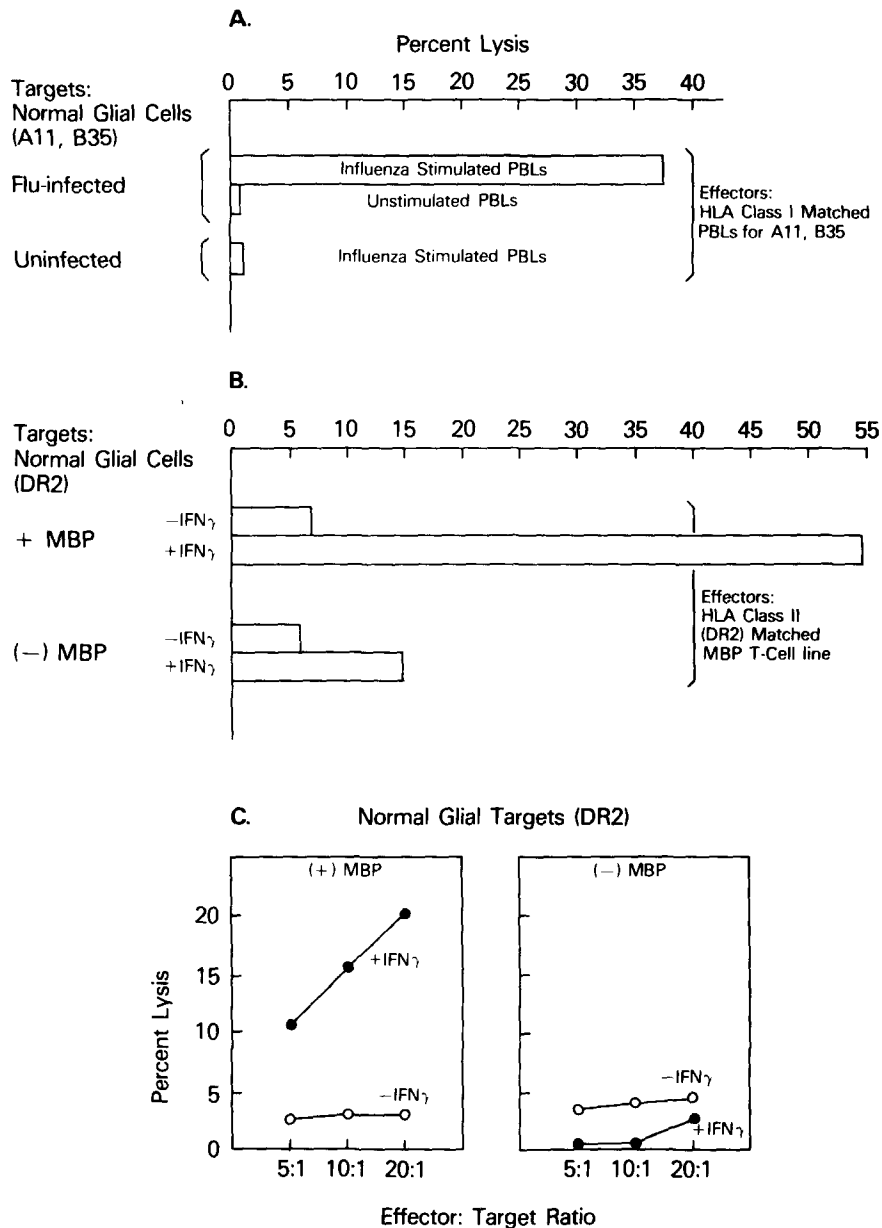 A.
Percent Lysis
Targets:
Normal Glial Cells
(A11, B35)
0 5 10 15 20 25 30 35 40
Flu-infected
Influenza Stimulated PBLs
Unstimulated PBLs
Uninfected
Influenza Stimulated PBLs
Effectors:
HLA Class I Matched
PBLs for A11, B35
B.
Targets:
Normal Glial Cells
(DR2)
0 5 10 15 20 25 30 35 40 45 50 55
+ MBP
−IFNγ
+IFNγ
(−) MBP
−IFNγ
+IFNγ
Effectors:
HLA Class II
(DR2) Matched
MBP T-Cell line
C. Normal Glial Targets (DR2)
(+) MBP
Percent Lysis
20
15
10
5
0
+IFNγ
−IFNγ
5:1 10:1 20:1
(−) MBP
−IFNγ
+IFNγ
5:1 10:1 20:1
Effector: Target Ratio